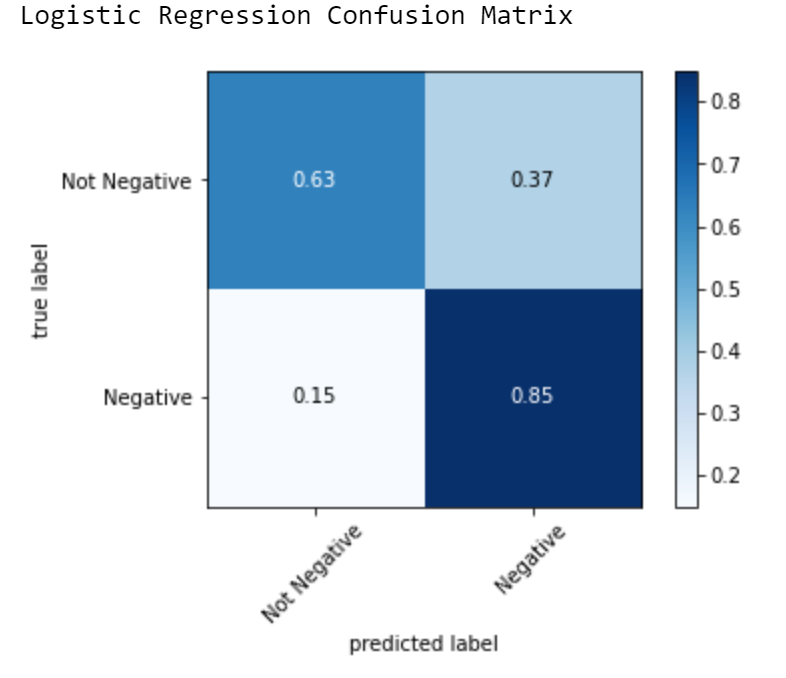 Logistic Regression Confusion Matrix
Not Negative
0.63
0.37
Negative
0.15
0.85
true label
Not Negative
Negative
predicted label
0.8
0.7
0.6
0.5
0.4
0.3
0.2